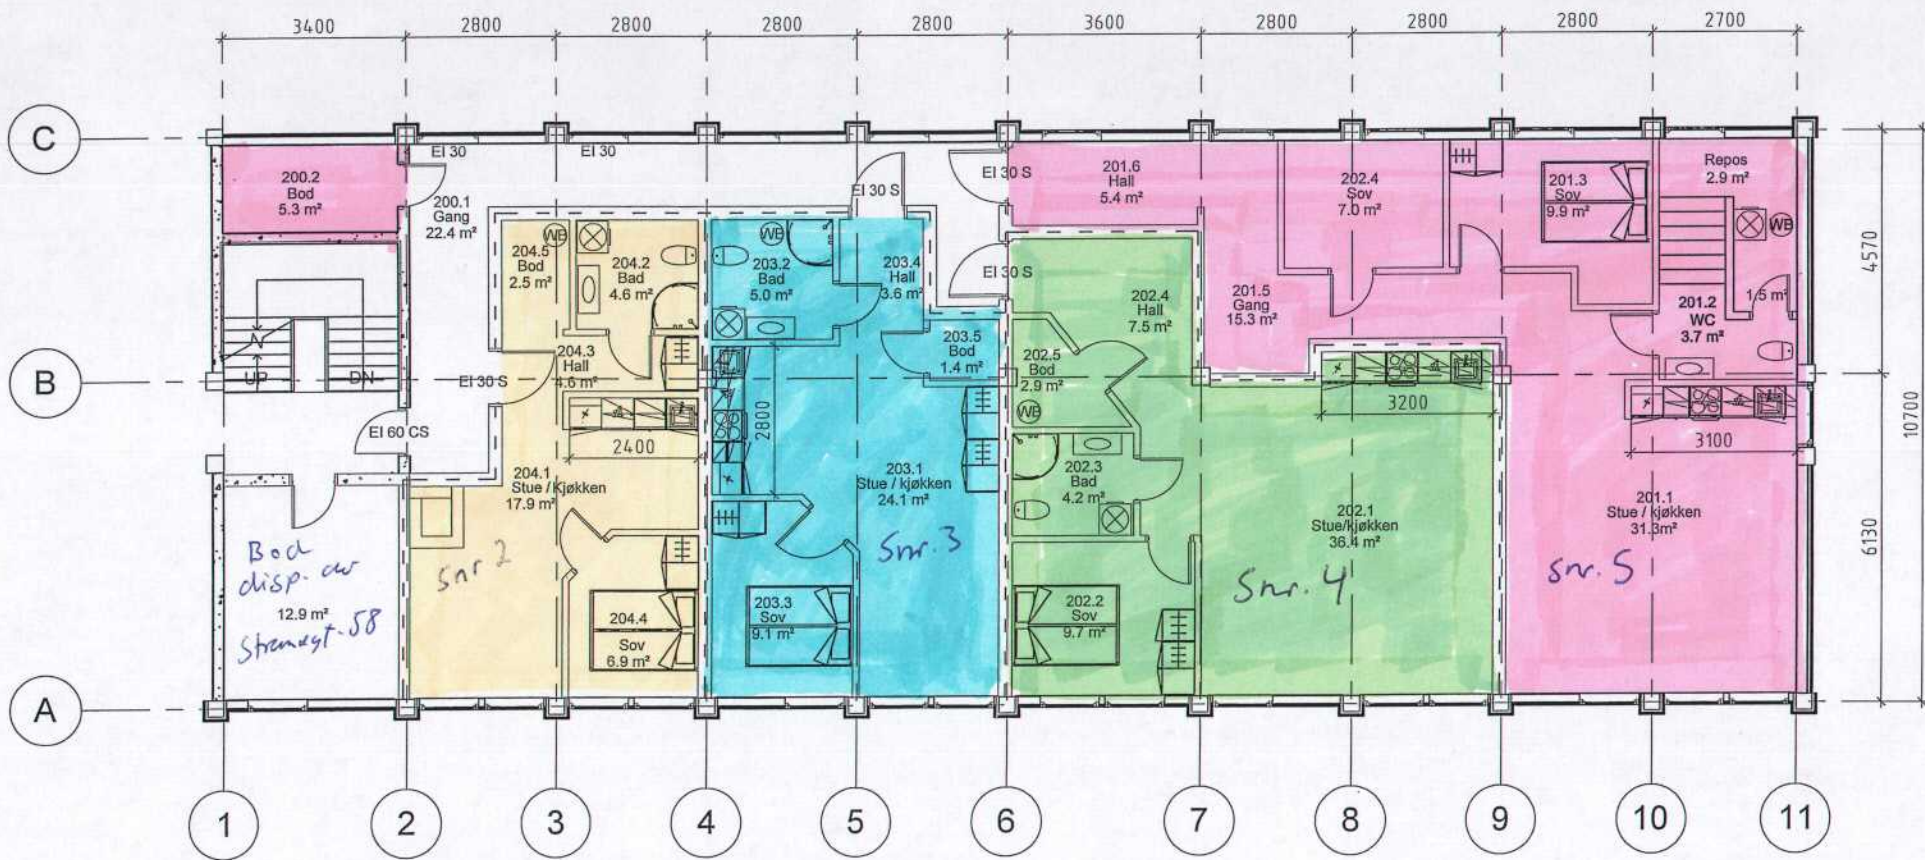 3400
2800
2800
2800
2800
3600
2800
2800
2800
2700
C
EI 30
EI 30
200.2
Bod
5.3 m²
200.1
Gang
22.4 m²
EI 30 S
EI 30 S
201.6
Hall
5.4 m²
202.4
Sov
7.0 m²
201.3
Sov
9.9 m²
Repos
2.9 m²
WB
4570
204.5
Bod
2.5 m²
WB
204.2
Bad
4.6 m²
WB
203.2
Bad
5.0 m²
203.4
Hall
3.6 m²
EI 30 S
202.4
Hall
7.5 m²
201.5
Gang
15.3 m²
201.2
WC
3.7 m²
1.5 m²
N
UP
DN
B
EI 30 S
204.3
Hall
4.6 m²
203.5
Bod
1.4 m²
202.5
Bod
2.9 m²
WB
EI 60 CS
2400
2800
3200
3100
10700
204.1
Stue / Kjøkken
17.9 m²
203.1
Stue / kjøkken
24.1 m²
202.3
Bad
4.2 m²
202.1
Stue/kjøkken
36.4 m²
201.1
Stue / kjøkken
31.3m²
6130
Bod
disp. av
12.9 m²
58
Snr 2
Snr. 3
Snr. 4
snr. 5
204.4
Sov
6.9 m²
203.3
Sov
9.1 m²
202.2
Sov
9.7 m²
A
1
2
3
4
5
6
7
8
9
10
11